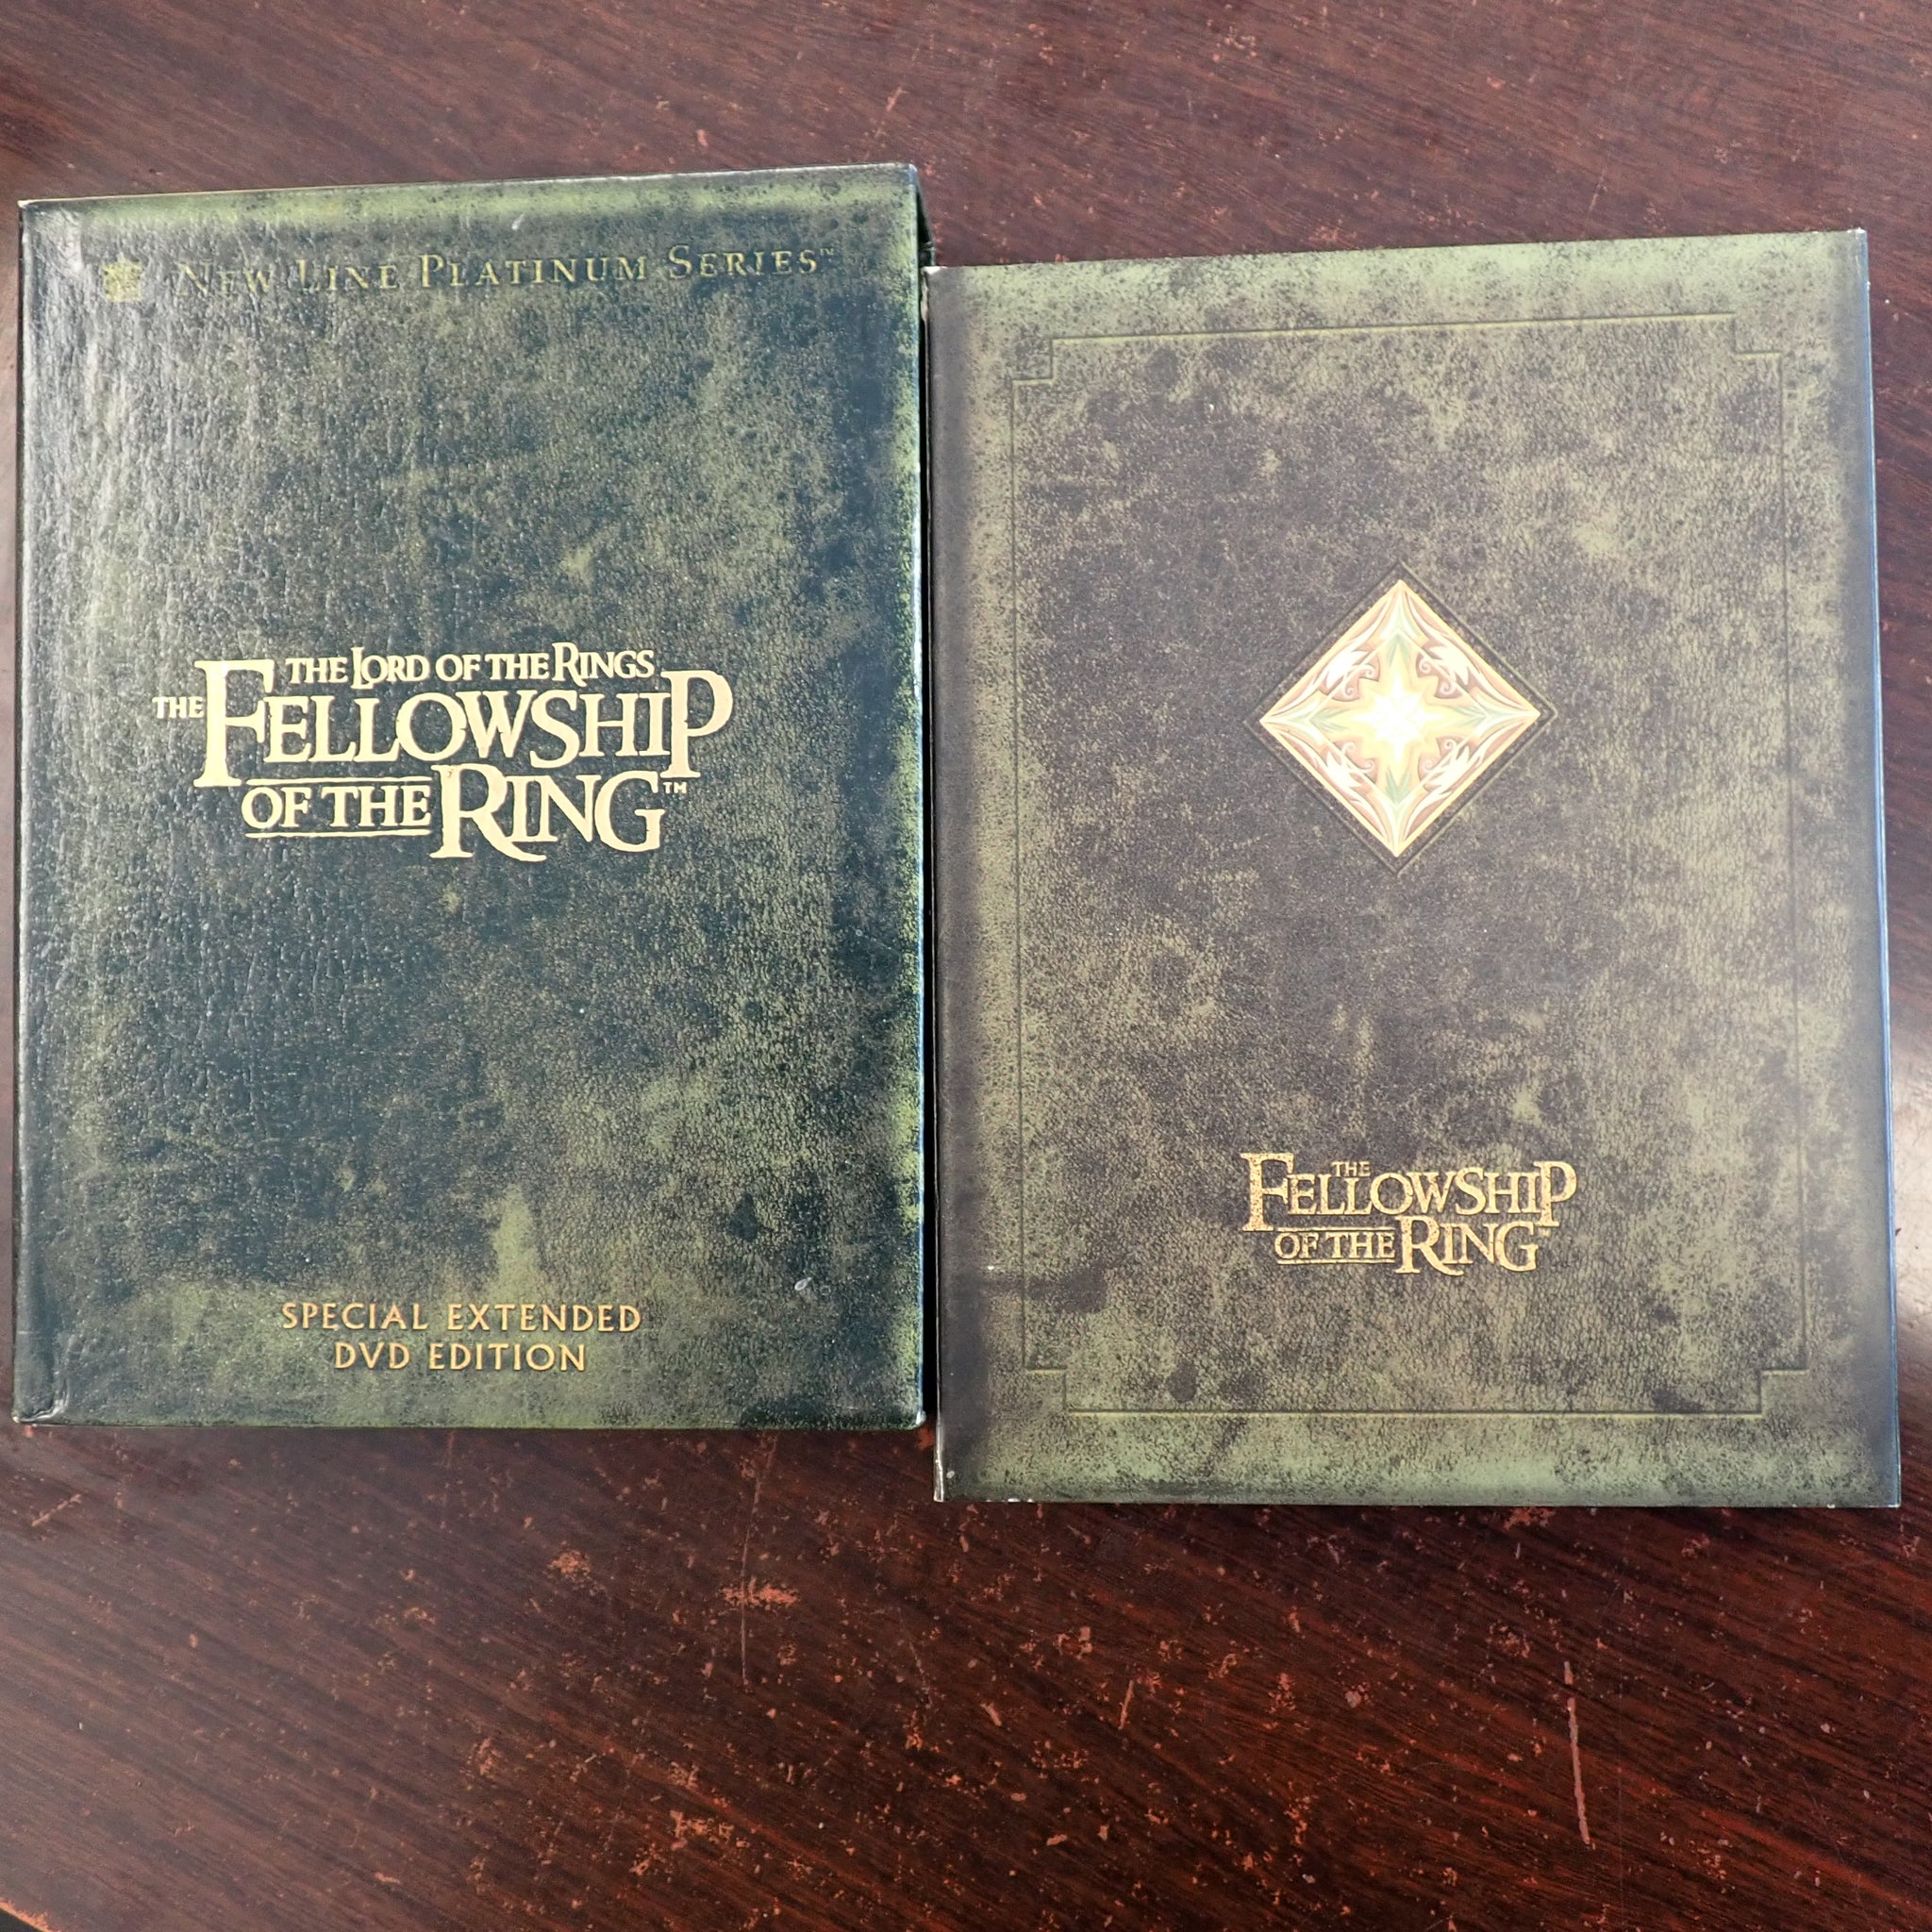 NEW LINE PLATINUM SERIES™
THE LORD OF THE RINGS
THE FELLOWSHIP
OF THE RING™
SPECIAL EXTENDED
DVD EDITION
THE
FELLOWSHIP
OF THE RING